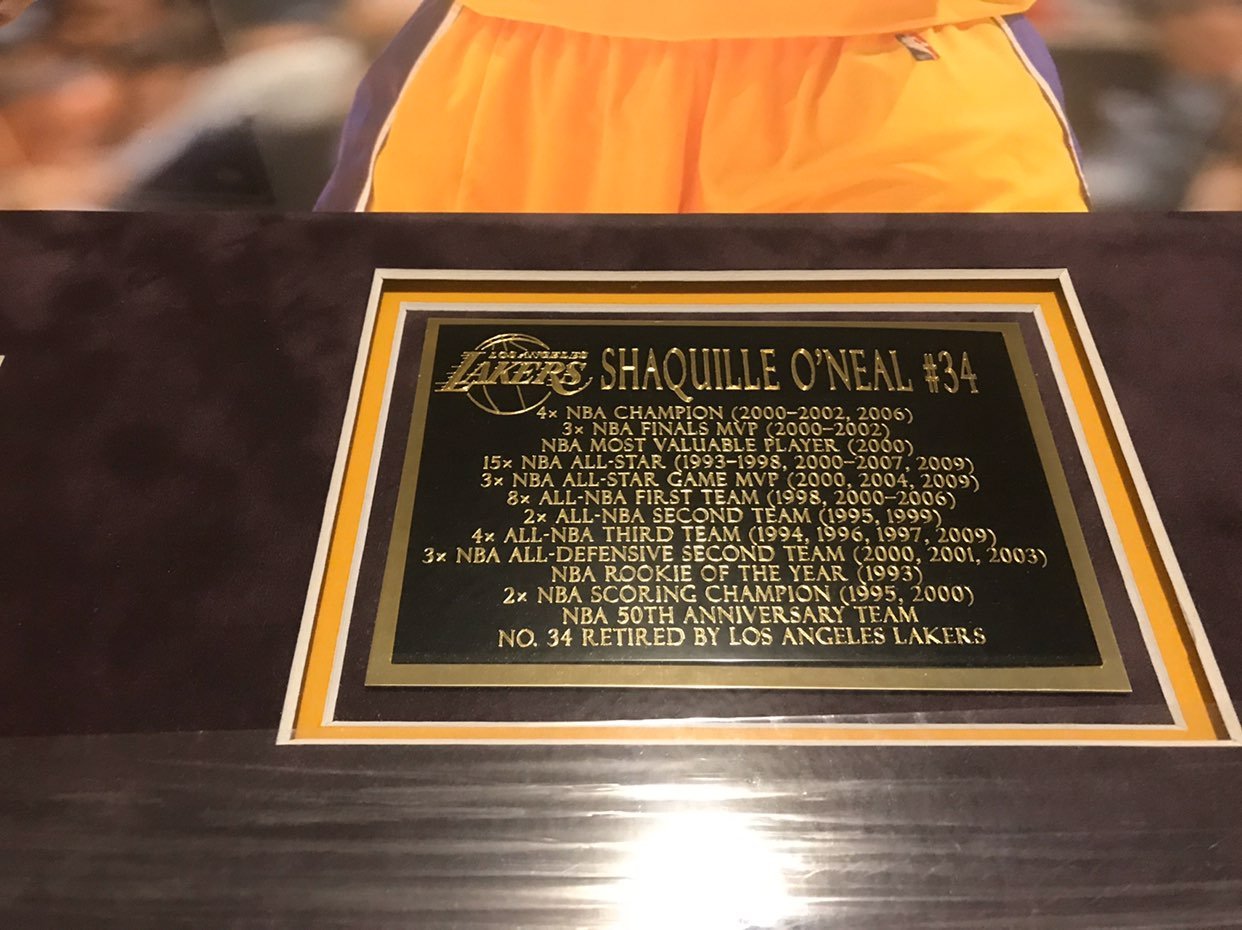 LOS ANGELES
LAKERS
SHAQUILLE O'NEAL #34
4× NBA CHAMPION (2000–2002, 2006)
3× NBA FINALS MVP (2000–2002)
NBA MOST VALUABLE PLAYER (2000)
15× NBA ALL-STAR (1993–1998, 2000–2007, 2009)
3× NBA ALL-STAR GAME MVP (2000, 2004, 2009)
8× ALL-NBA FIRST TEAM (1998, 2000–2006)
2× ALL-NBA SECOND TEAM (1995, 1999)
4× ALL-NBA THIRD TEAM (1994, 1996, 1997, 2009)
3× NBA ALL-DEFENSIVE SECOND TEAM (2000, 2001, 2003)
NBA ROOKIE OF THE YEAR (1993)
2× NBA SCORING CHAMPION (1995, 2000)
NBA 50TH ANNIVERSARY TEAM
NO. 34 RETIRED BY LOS ANGELES LAKERS